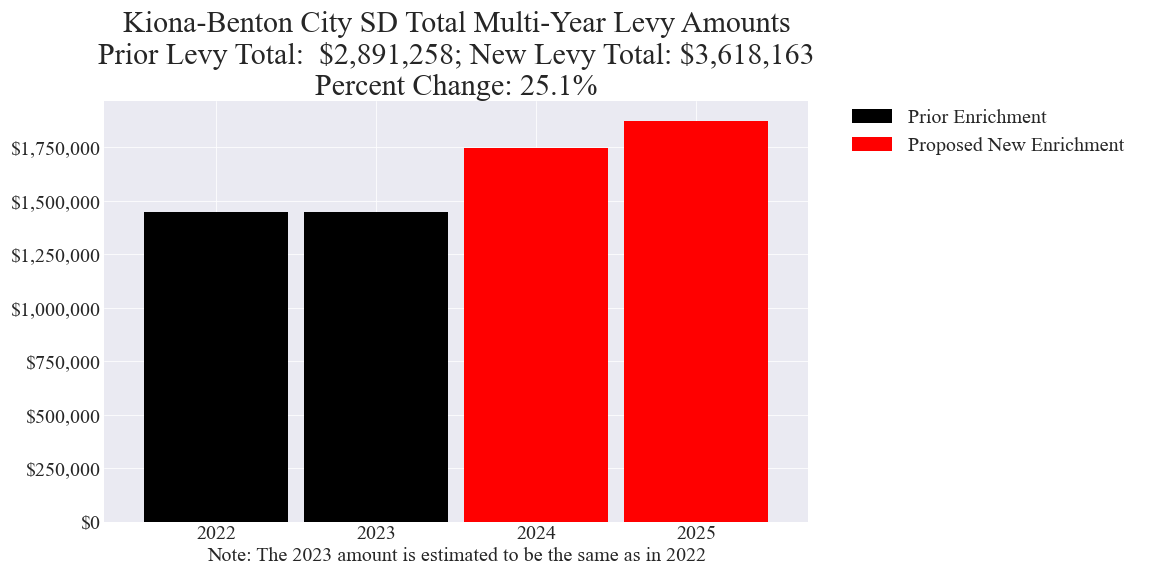 Kiona-Benton City SD Total Multi-Year Levy Amounts
Prior Levy Total:  $2,891,258; New Levy Total: $3,618,163
Percent Change: 25.1%
Prior Enrichment
Proposed New Enrichment
$1,750,000
$1,500,000
$1,250,000
$1,000,000
$750,000
$500,000
$250,000
$0
2022 2023 2024 2025
Note: The 2023 amount is estimated to be the same as in 2022